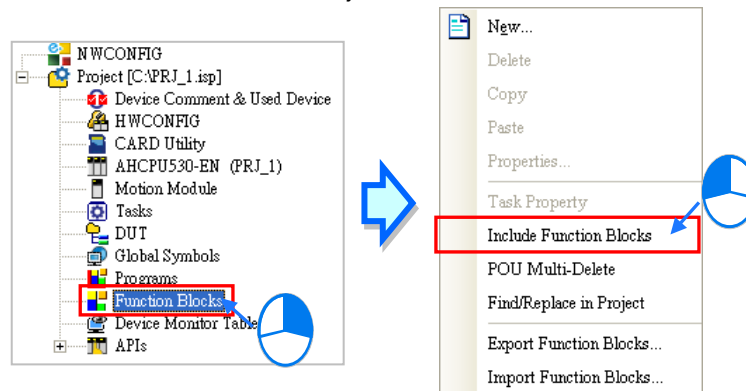 NWCONFIG
Project [C:\PRJ_1.isp]
Device Comment & Used Device
HWCONFIG
CARD Utility
AHCPU530-EN (PRJ_1)
Motion Module
Tasks
DUT
Global Symbols
Programs
Function Blocks
Device Monitor Table
APIs
New...
Delete
Copy
Paste
Properties...
Task Property
Include Function Blocks
POU Multi-Delete
Find/Replace in Project
Export Function Blocks...
Import Function Blocks...